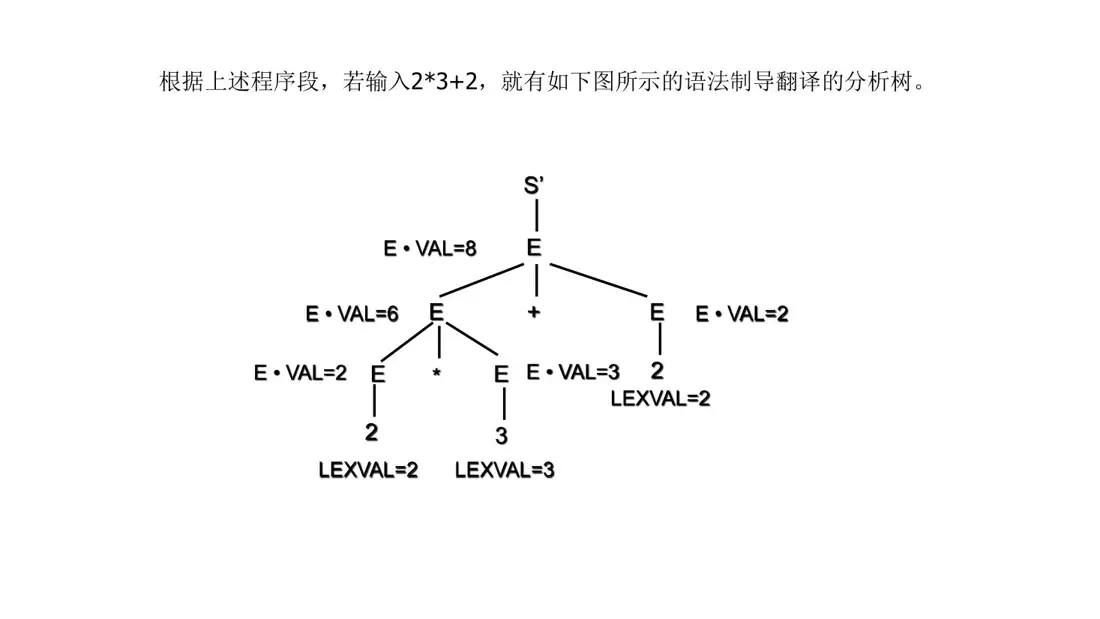 根据上述程序段，若输入2*3+2，就有如下图所示的语法制导翻译的分析树。
S’
E • VAL=8 E
E • VAL=6 E + E E • VAL=2
E • VAL=2 E * E E • VAL=3 2
LEXVAL=2
2 3
LEXVAL=2 LEXVAL=3